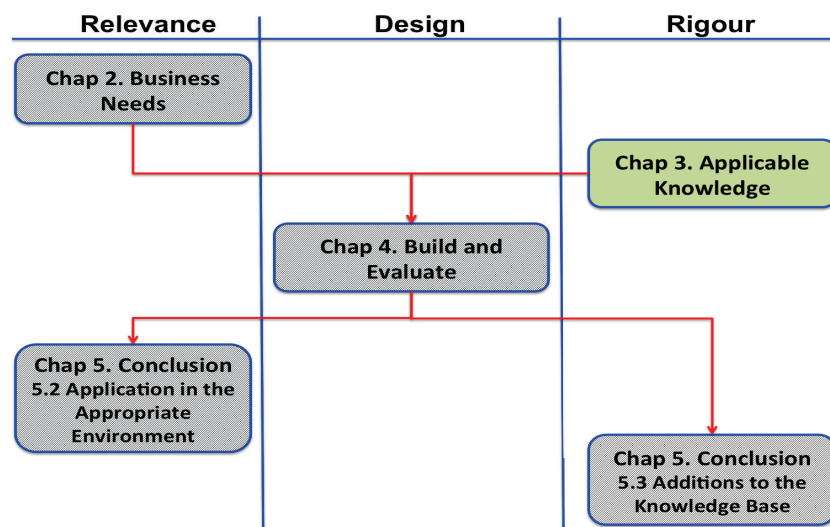 Relevance
Design
Rigour
Chap 2. Business
Needs
Chap 3. Applicable
Knowledge
Chap 4. Build and
Evaluate
Chap 5. Conclusion
5.2 Application in the
Appropriate
Environment
Chap 5. Conclusion
5.3 Additions to the
Knowledge Base